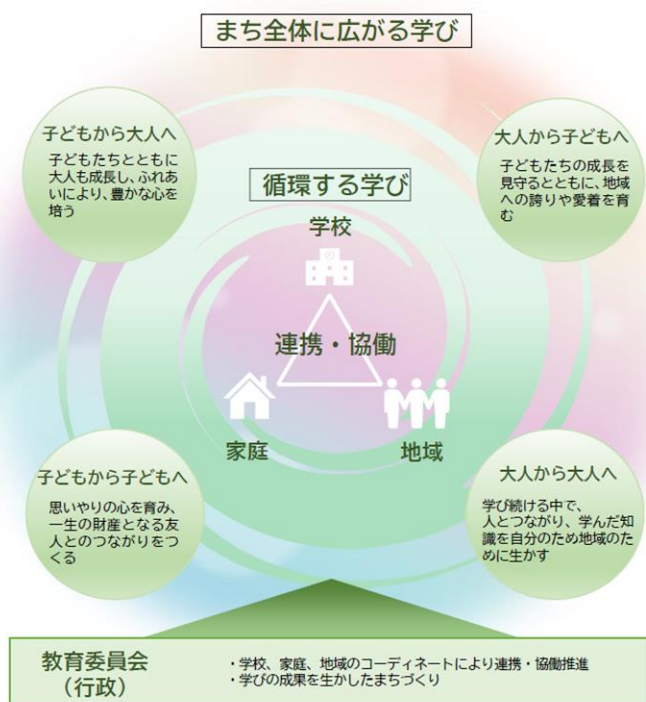 まち全体に広がる学び
子どもから大人へ
子どもたちとともに
大人も成長し、ふれ
あいにより、豊かな心を
培う
大人から子どもへ
子どもたちの成長を
見守るとともに、地域
への誇りや愛着を育
む
循環する学び
学校
連携・協働
家庭
地域
子どもから子どもへ
思いやりの心を育み、
一生の財産となる友
人とのつながりをつ
くる
大人から大人へ
学び続ける中で、
人とつながり、学んだ知
識を自分のため地域のた
めに生かす
教育委員会
（行政）
・学校、家庭、地域のコーディネートにより連携・協働推進
・学びの成果を生かしたまちづくり